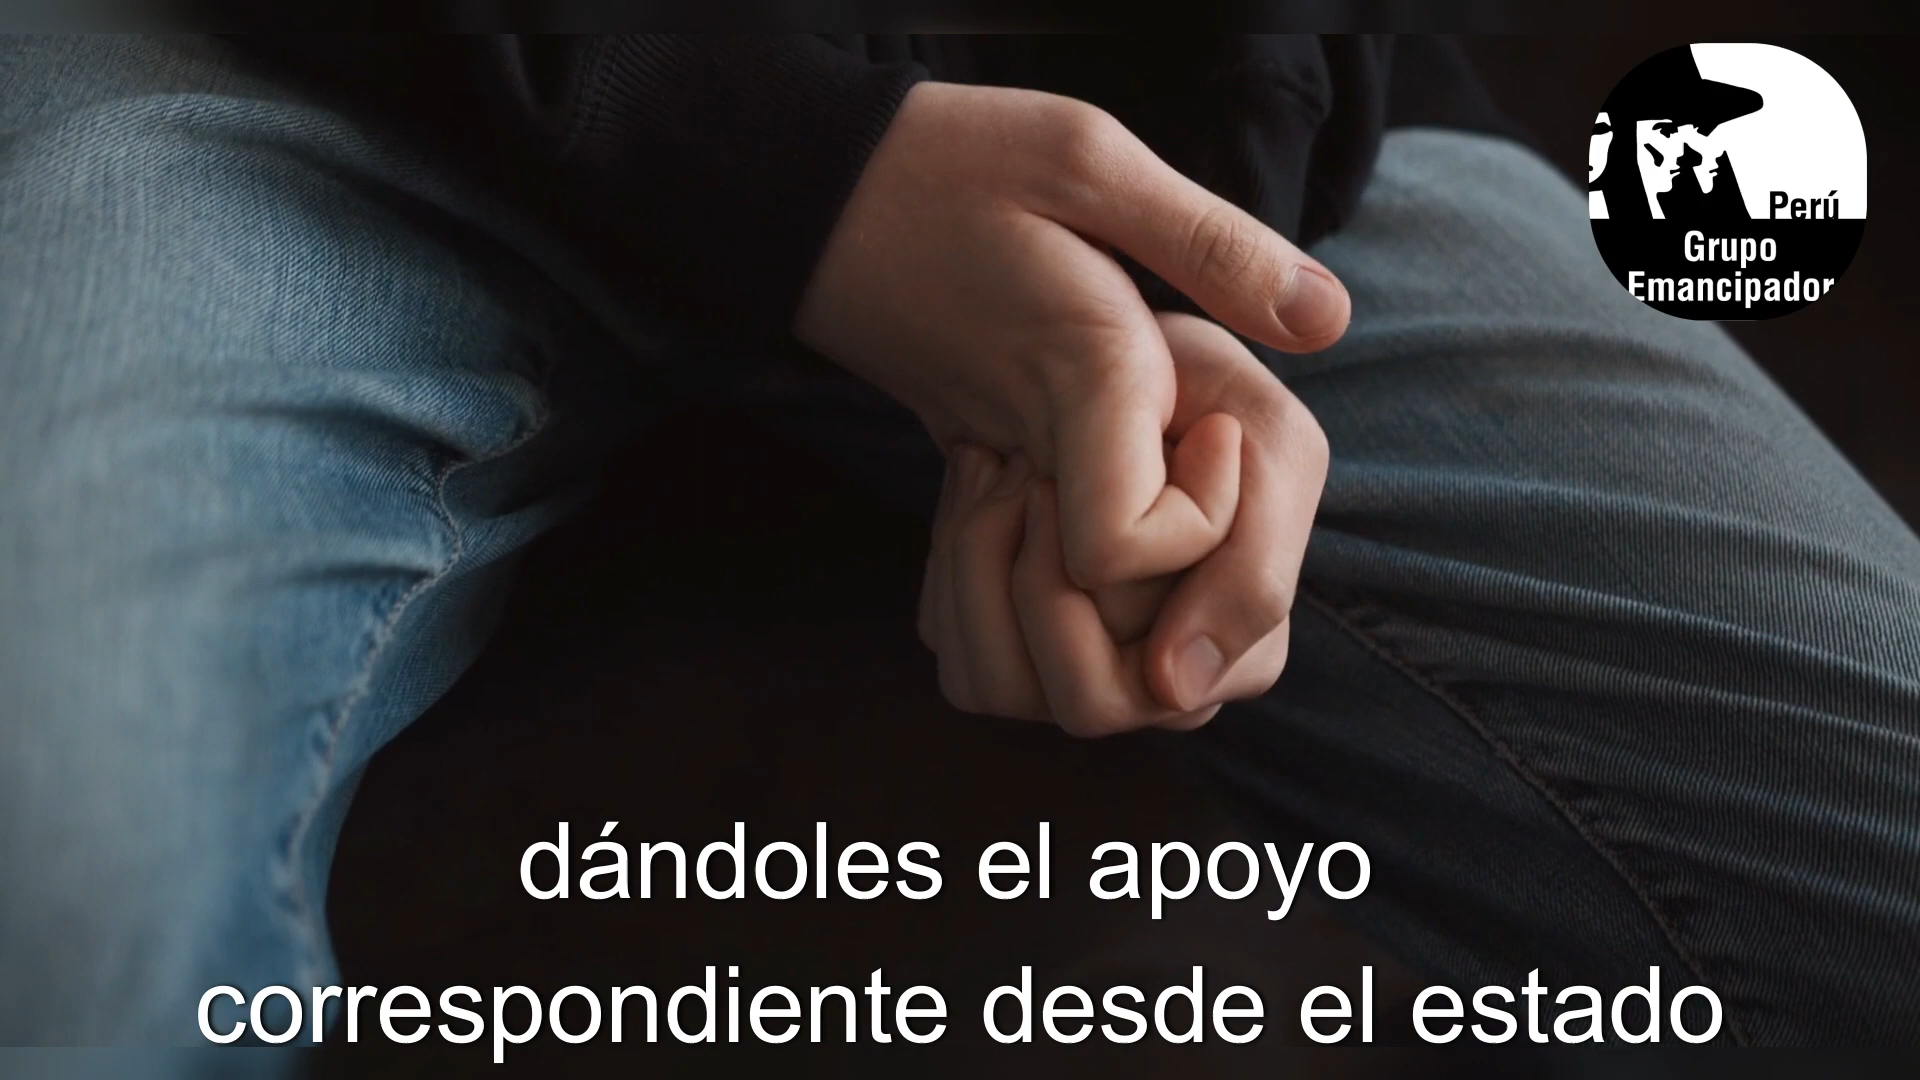 Perú
Grupo
Emancipador
dándoles el apoyo
correspondiente desde el estado